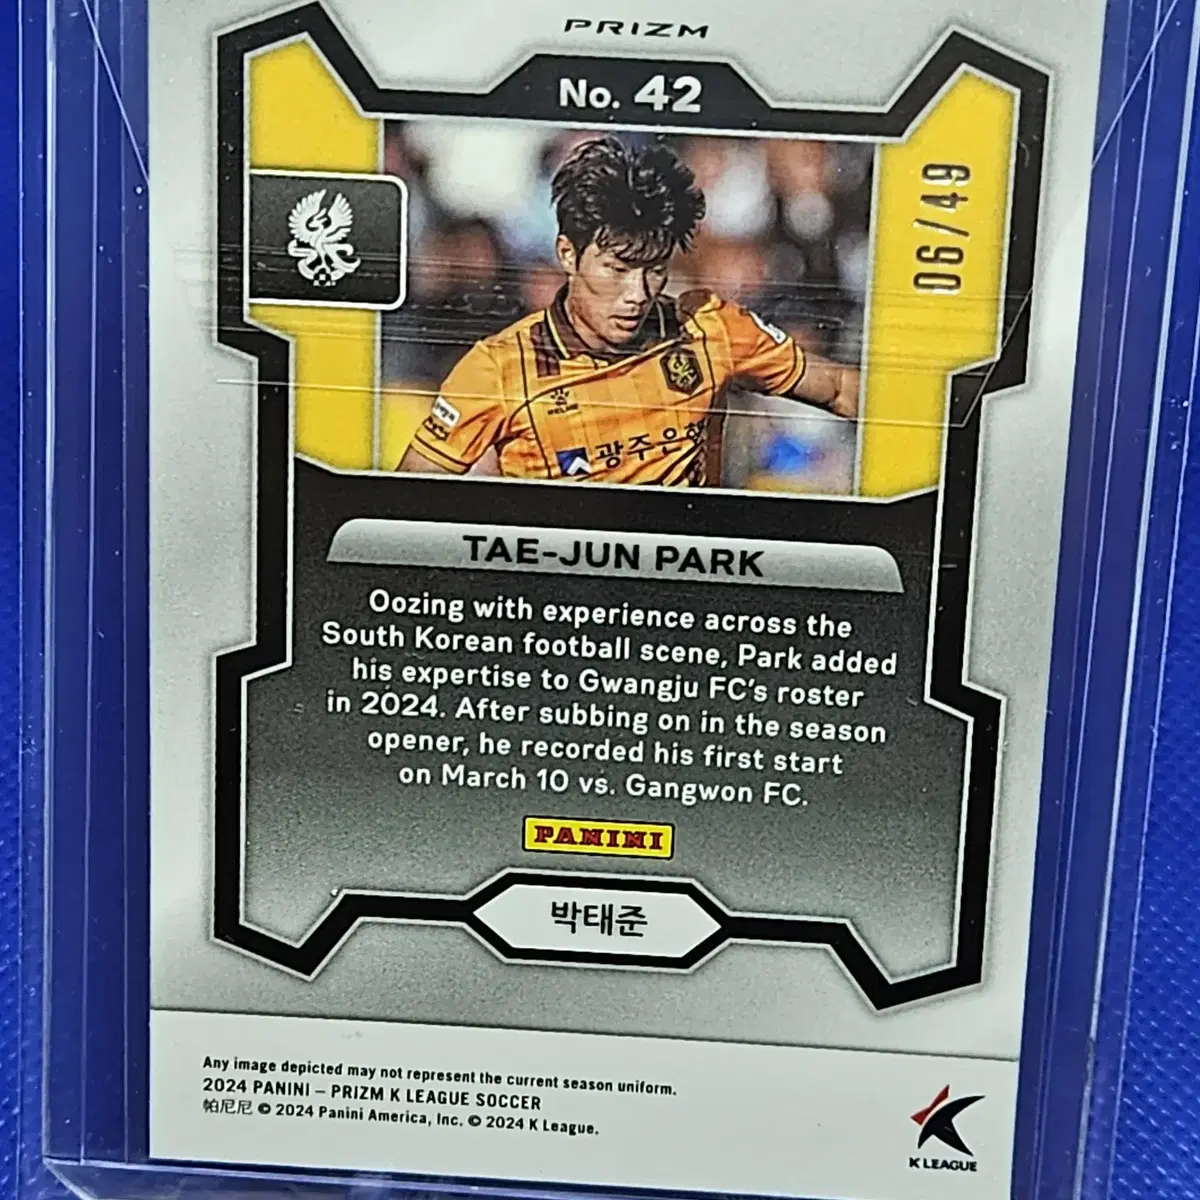 PRIZM
No. 42
06/49
RELME
광주은행
TAE-JUN PARK
Oozing with experience across the
South Korean football scene, Park added
his expertise to Gwangju FC's roster
in 2024. After subbing on in the season
opener, he recorded his first start
on March 10 vs. Gangwon FC.
PANINI
박태준
Any image depicted may not represent the current season uniform.
2024 PANINI – PRIZM K LEAGUE SOCCER
帕尼尼 © 2024 Panini America, Inc. © 2024 K League.
K LEAGUE